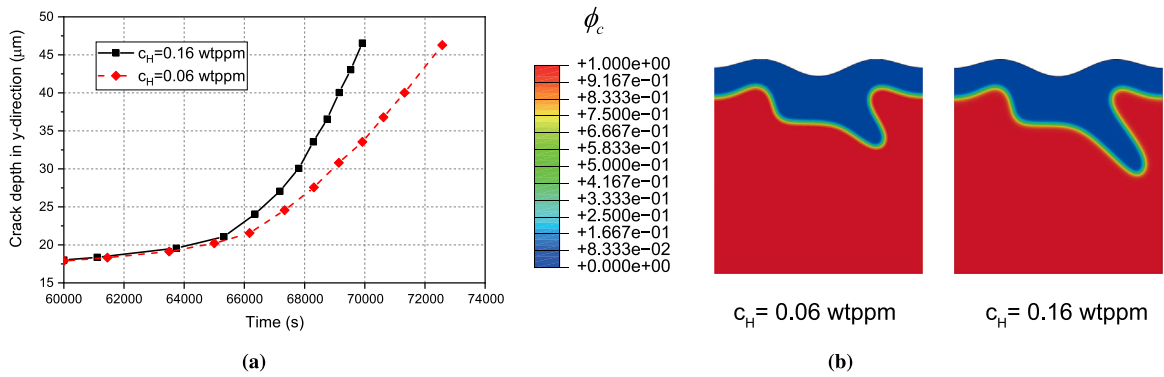 (a)
Crack depth in y-direction (μm)
50
45
40
35
30
25
20
15
c_H=0.16 wtppm
c_H=0.06 wtppm
60000 62000 64000 66000 68000 70000 72000 74000
Time (s)
(a)
ϕ_c
+1.000e+00
+9.167e−01
+8.333e−01
+7.500e−01
+6.667e−01
+5.833e−01
+5.000e−01
+4.167e−01
+3.333e−01
+2.500e−01
+1.667e−01
+8.333e−02
+0.000e+00
c_H= 0.06 wtppm
c_H= 0.16 wtppm
(b)